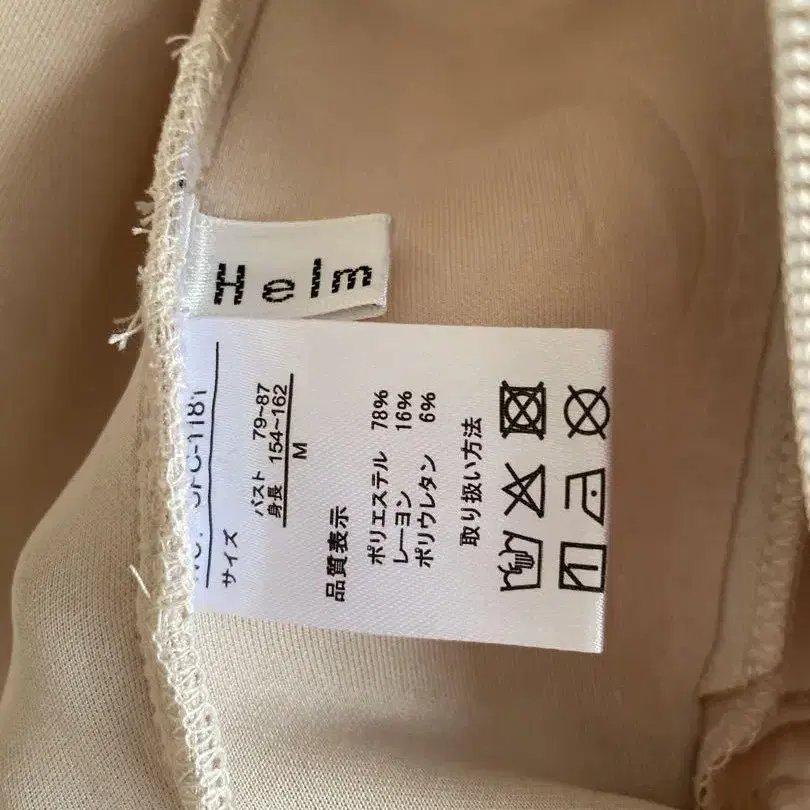 Helm
サイズ
バスト 79~87
身長 154~162
M
品質表示
ポリエステル 78%
レーヨン 16%
ポリウレタン 6%
取り扱い方法